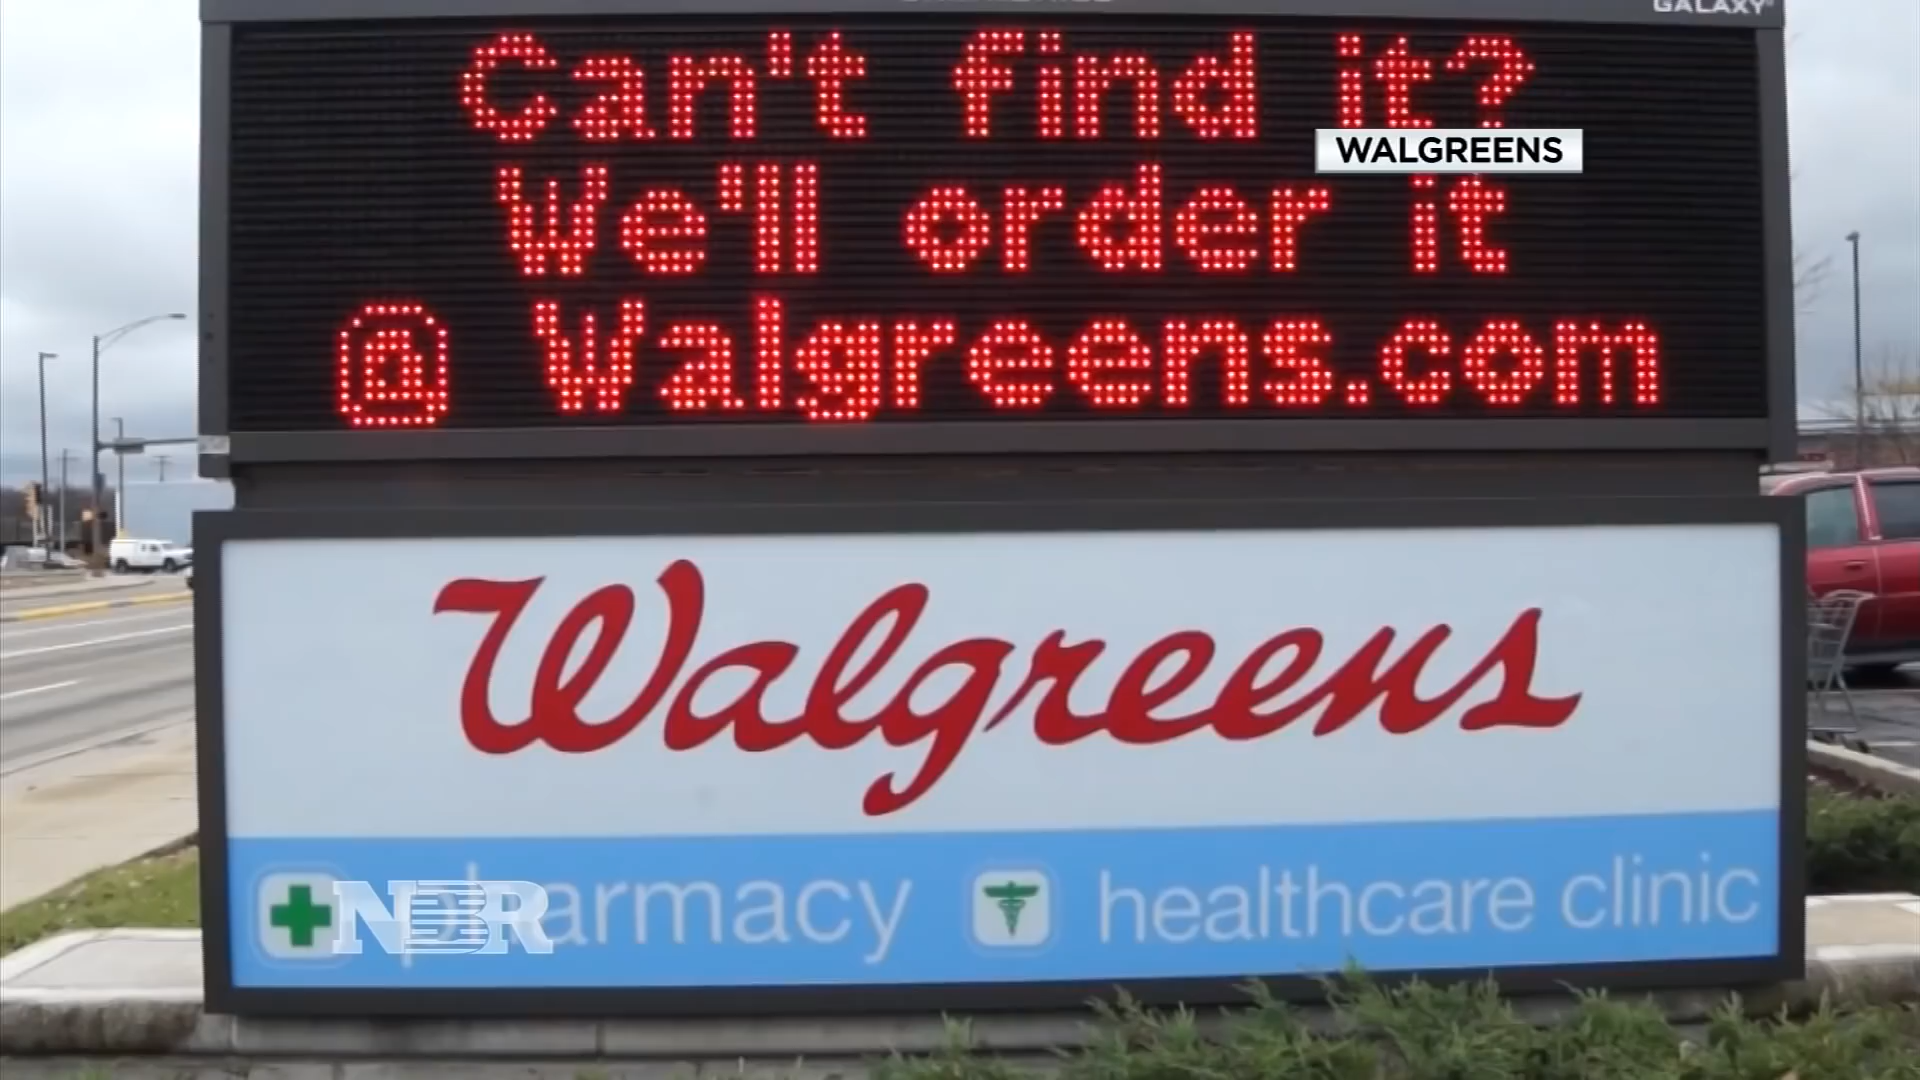 GALAXY
Can't find it?
WALGREENS
We'll order it
@ Walgreens.com
Walgreens
pharmacy healthcare clinic
NBR